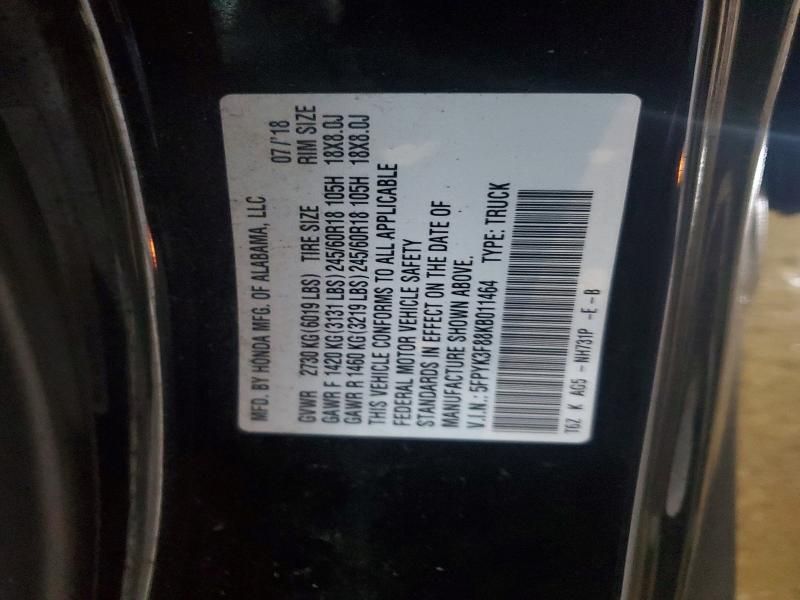 MFD. BY HONDA MFG. OF ALABAMA, LLC
07/'18
GVWR 2730 KG (6019 LBS) TIRE SIZE RIM SIZE
GAWR F 1420 KG (3131 LBS) 245/60R18 105H 18X8.0J
GAWR R 1460 KG (3219 LBS) 245/60R18 105H 18X8.0J
THIS VEHICLE CONFORMS TO ALL APPLICABLE
FEDERAL MOTOR VEHICLE SAFETY
STANDARDS IN EFFECT ON THE DATE OF
MANUFACTURE SHOWN ABOVE.
V.I.N.: 5FPYK3F88KB011464 TYPE: TRUCK
T6Z K AG5 -NH731P -E-B